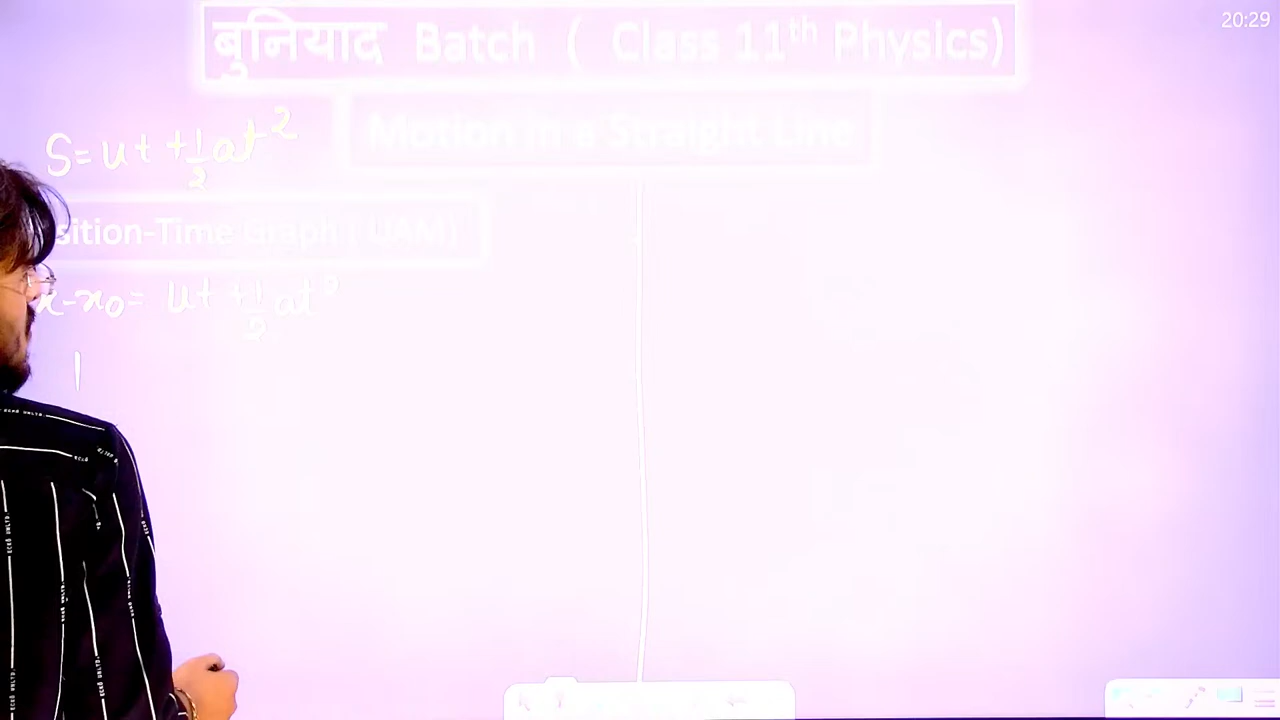 20:29
बुनियाद Batch ( Class 11th Physics)
Motion in a Straight Line
S = ut + 1/2 at²
sition-Time Graph ( UAM)
x - x₀ = ut + 1/2 at²